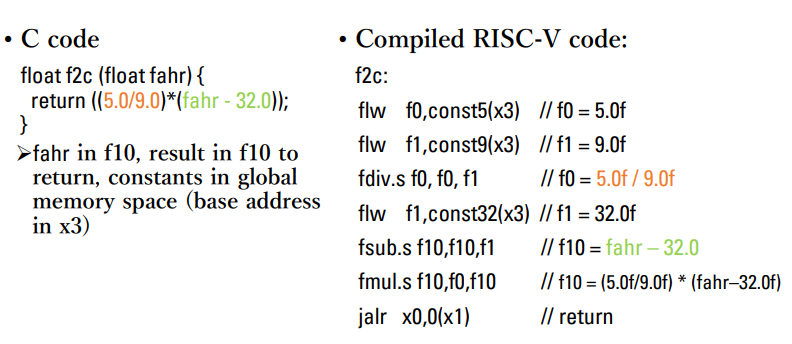 • C code
float f2c (float fahr) {
return ((5.0/9.0)*(fahr - 32.0));
}
➢fahr in f10, result in f10 to
return, constants in global
memory space (base address
in x3)
• Compiled RISC-V code:
f2c:
flw f0,const5(x3) // f0 = 5.0f
flw f1,const9(x3) // f1 = 9.0f
fdiv.s f0, f0, f1 // f0 = 5.0f / 9.0f
flw f1,const32(x3) // f1 = 32.0f
fsub.s f10,f10,f1 // f10 = fahr – 32.0
fmul.s f10,f0,f10 // f10 = (5.0f/9.0f) * (fahr–32.0f)
jalr x0,0(x1) // return